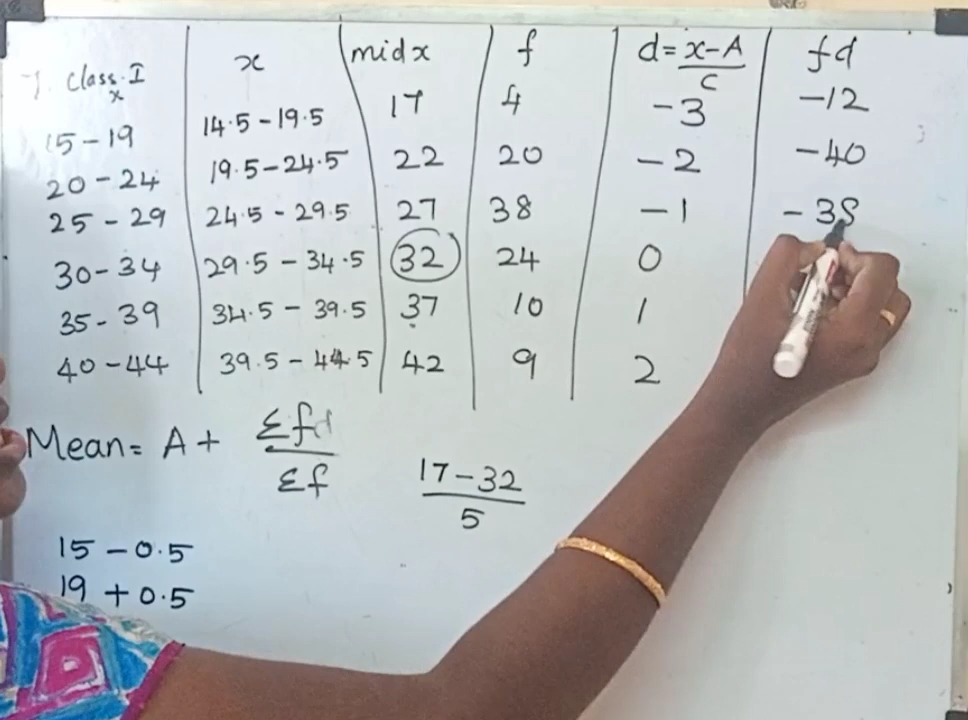 Class.I x x midx f d = x-A / C fd
15-19 14.5-19.5 17 4 -3 -12
20-24 19.5-24.5 22 20 -2 -40
25-29 24.5-29.5 27 38 -1 -38
30-34 29.5-34.5 32 24 0
35-39 34.5-39.5 37 10 1
40-44 39.5-44.5 42 9 2
Mean = A + Σfd / Σf
17-32 / 5
15-0.5
19+0.5